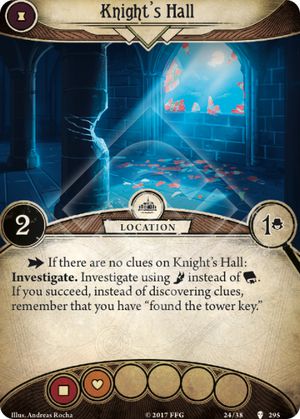 Knight's Hall
2
LOCATION
1
If there are no clues on Knight's Hall:
Investigate. Investigate using instead of .
If you succeed, instead of discovering clues,
remember that you have “found the tower key.”
Illus. Andreas Rocha
© 2017 FFG
24/38
295